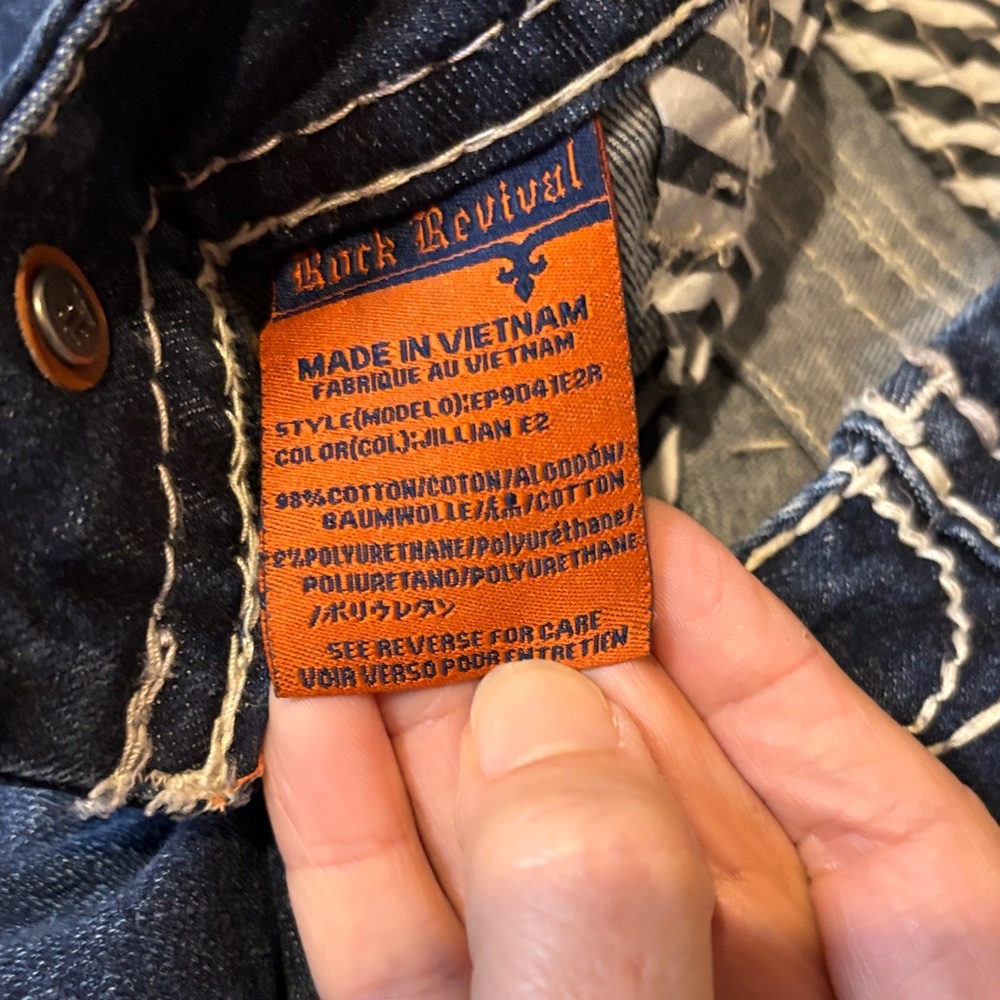 Rock Revival
MADE IN VIETNAM
FABRIQUE AU VIETNAM
STYLE(MODELO):EP9041E2R
COLOR(COL):JILLIAN E2
98%COTTON/COTON/ALGODÓN/
BAUMWOLLE/綿/COTTON
2%POLYURETHANE/Polyuréthane/
POLIURETANO/POLYURETHANE
/ポリウレタン
SEE REVERSE FOR CARE
VOIR VERSO POUR ENTRETIEN